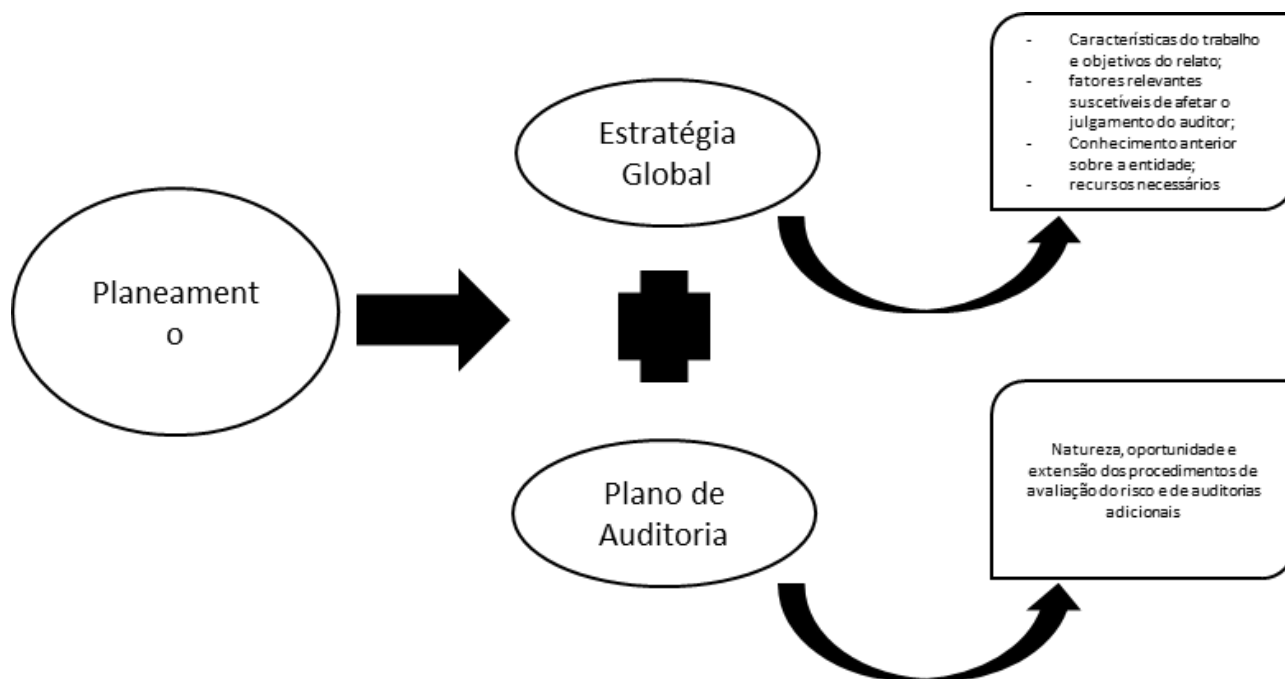 Planeament
o
Estratégia
Global
- Características do trabalho
e objetivos do relato;
- fatores relevantes
suscetíveis de afetar o
julgamento do auditor;
- Conhecimento anterior
sobre a entidade;
- recursos necessários
Plano de
Auditoria
Natureza, oportunidade e
extensão dos procedimentos de
avaliação do risco e de auditorias
adicionais